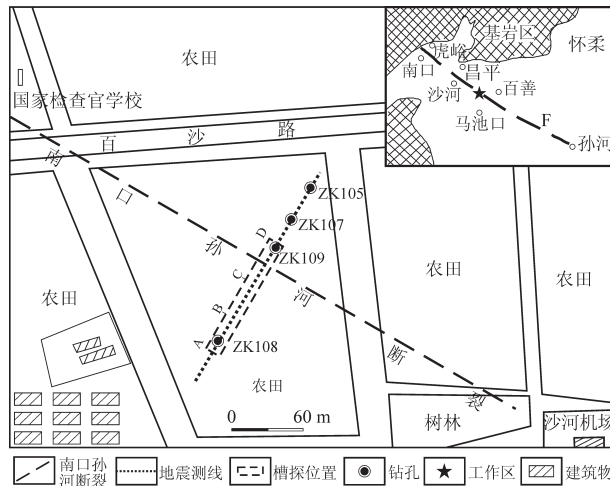 农田
国家检查官学校
百沙路
南口孙河断裂
基岩区
怀柔
虎峪
南口
昌平
沙河
百善
马池口
F
孙河
ZK105
ZK107
ZK109
ZK108
A B C D
农田
农田
农田
农田
0 60 m
树林
沙河机场
南口孙
河断裂
地震测线
槽探位置
钻孔
工作区
建筑物